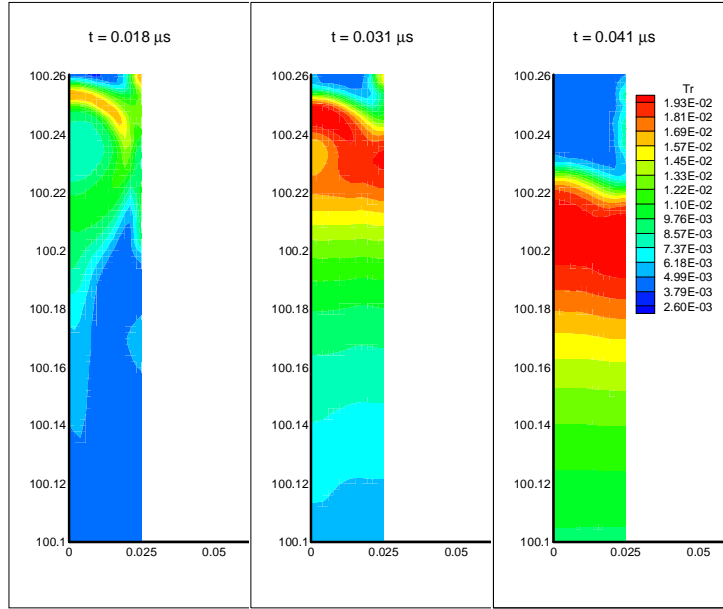 t = 0.018 μs
100.26
100.24
100.22
100.2
100.18
100.16
100.14
100.12
100.1
0
0.025
0.05
t = 0.031 μs
100.26
100.24
100.22
100.2
100.18
100.16
100.14
100.12
100.1
0
0.025
0.05
t = 0.041 μs
100.26
100.24
100.22
100.2
100.18
100.16
100.14
100.12
100.1
0
0.025
0.05
Tr
1.93E-02
1.81E-02
1.69E-02
1.57E-02
1.45E-02
1.33E-02
1.22E-02
1.10E-02
9.76E-03
8.57E-03
7.37E-03
6.18E-03
4.99E-03
3.79E-03
2.60E-03